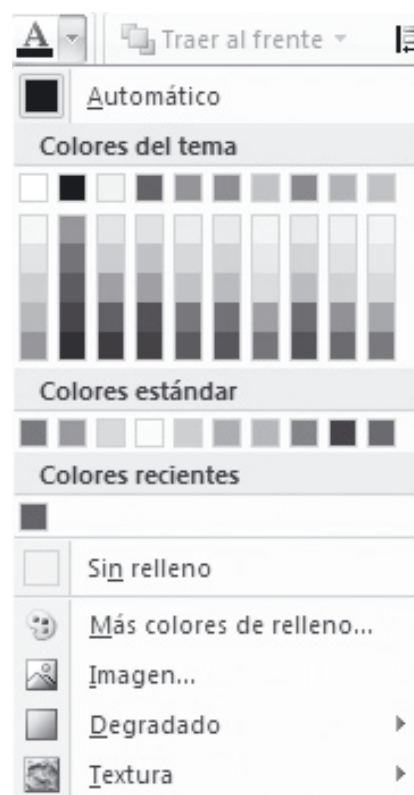 A Traer al frente
Automático
Colores del tema
Colores estándar
Colores recientes
Sin relleno
Más colores de relleno...
Imagen...
Degradado
Textura